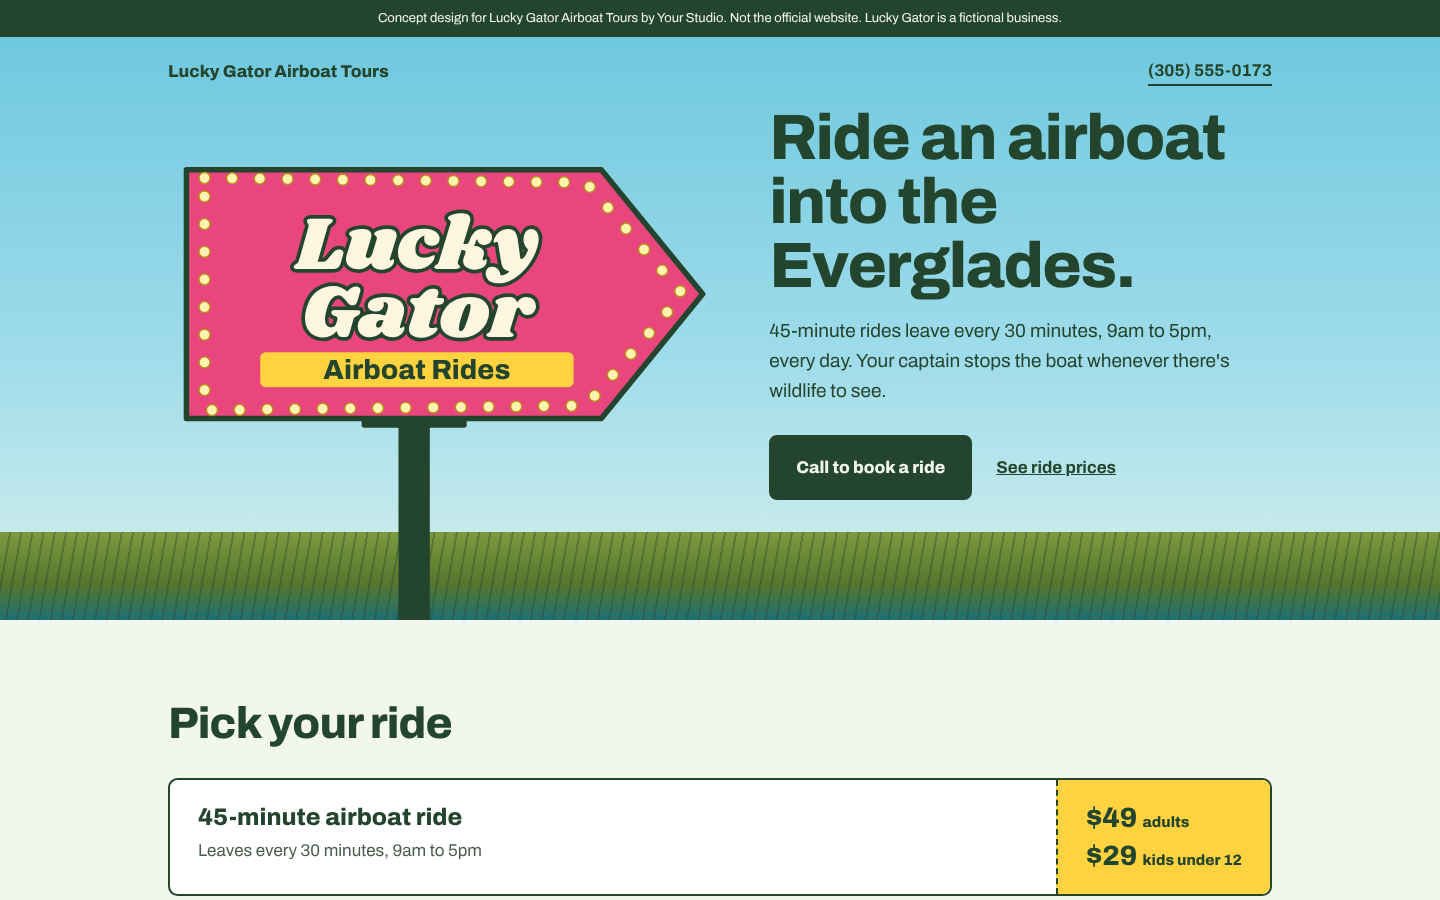 Concept design for Lucky Gator Airboat Tours by Your Studio. Not the official website. Lucky Gator is a fictional business.
Lucky Gator Airboat Tours
(305) 555-0173
Lucky
Gator
Airboat Rides
Ride an airboat
into the
Everglades.
45-minute rides leave every 30 minutes, 9am to 5pm,
every day. Your captain stops the boat whenever there's
wildlife to see.
Call to book a ride
See ride prices
Pick your ride
45-minute airboat ride
Leaves every 30 minutes, 9am to 5pm
$49 adults
$29 kids under 12